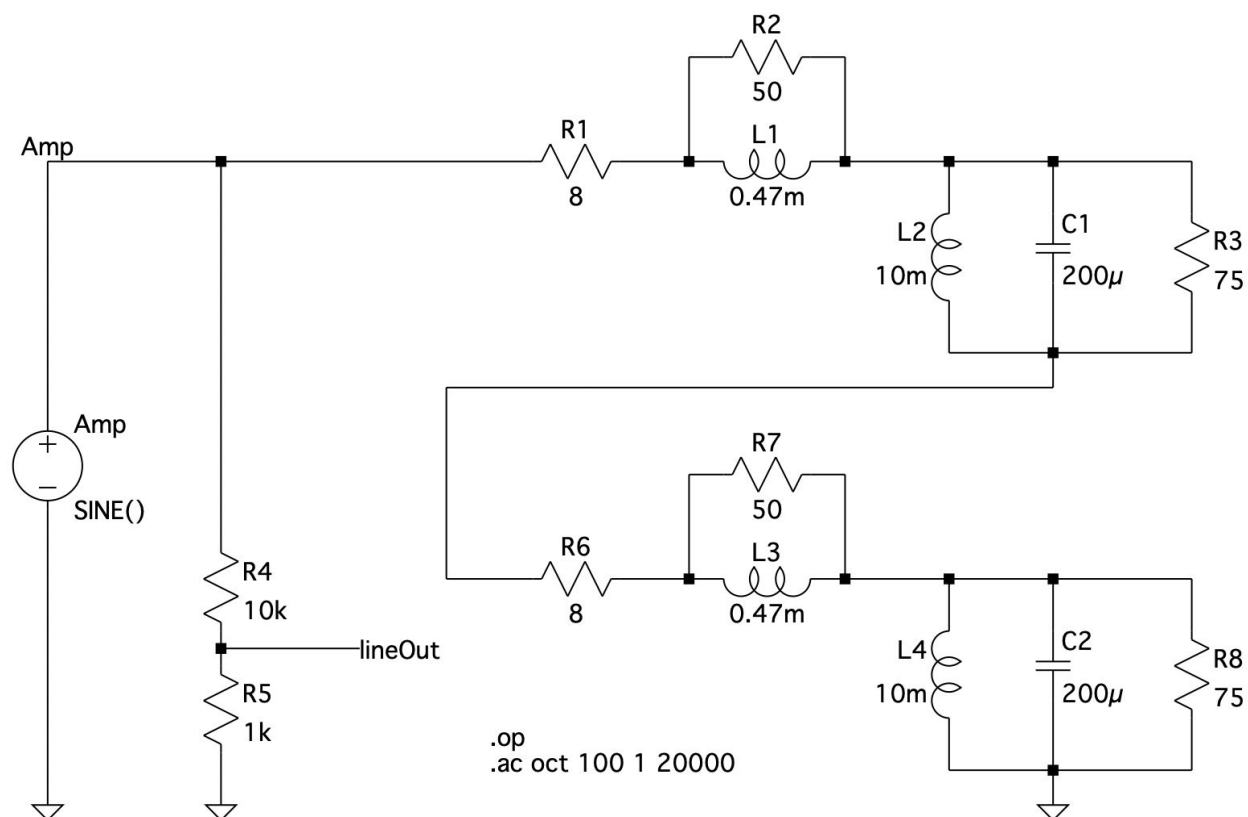 R2
50
Amp
R1
L1
8
0.47m
L2
10m
C1
200µ
R3
75
Amp
SINE()
R7
50
R6
L3
8
0.47m
R4
10k
lineOut
R5
1k
L4
10m
C2
200µ
R8
75
.op
.ac oct 100 1 20000